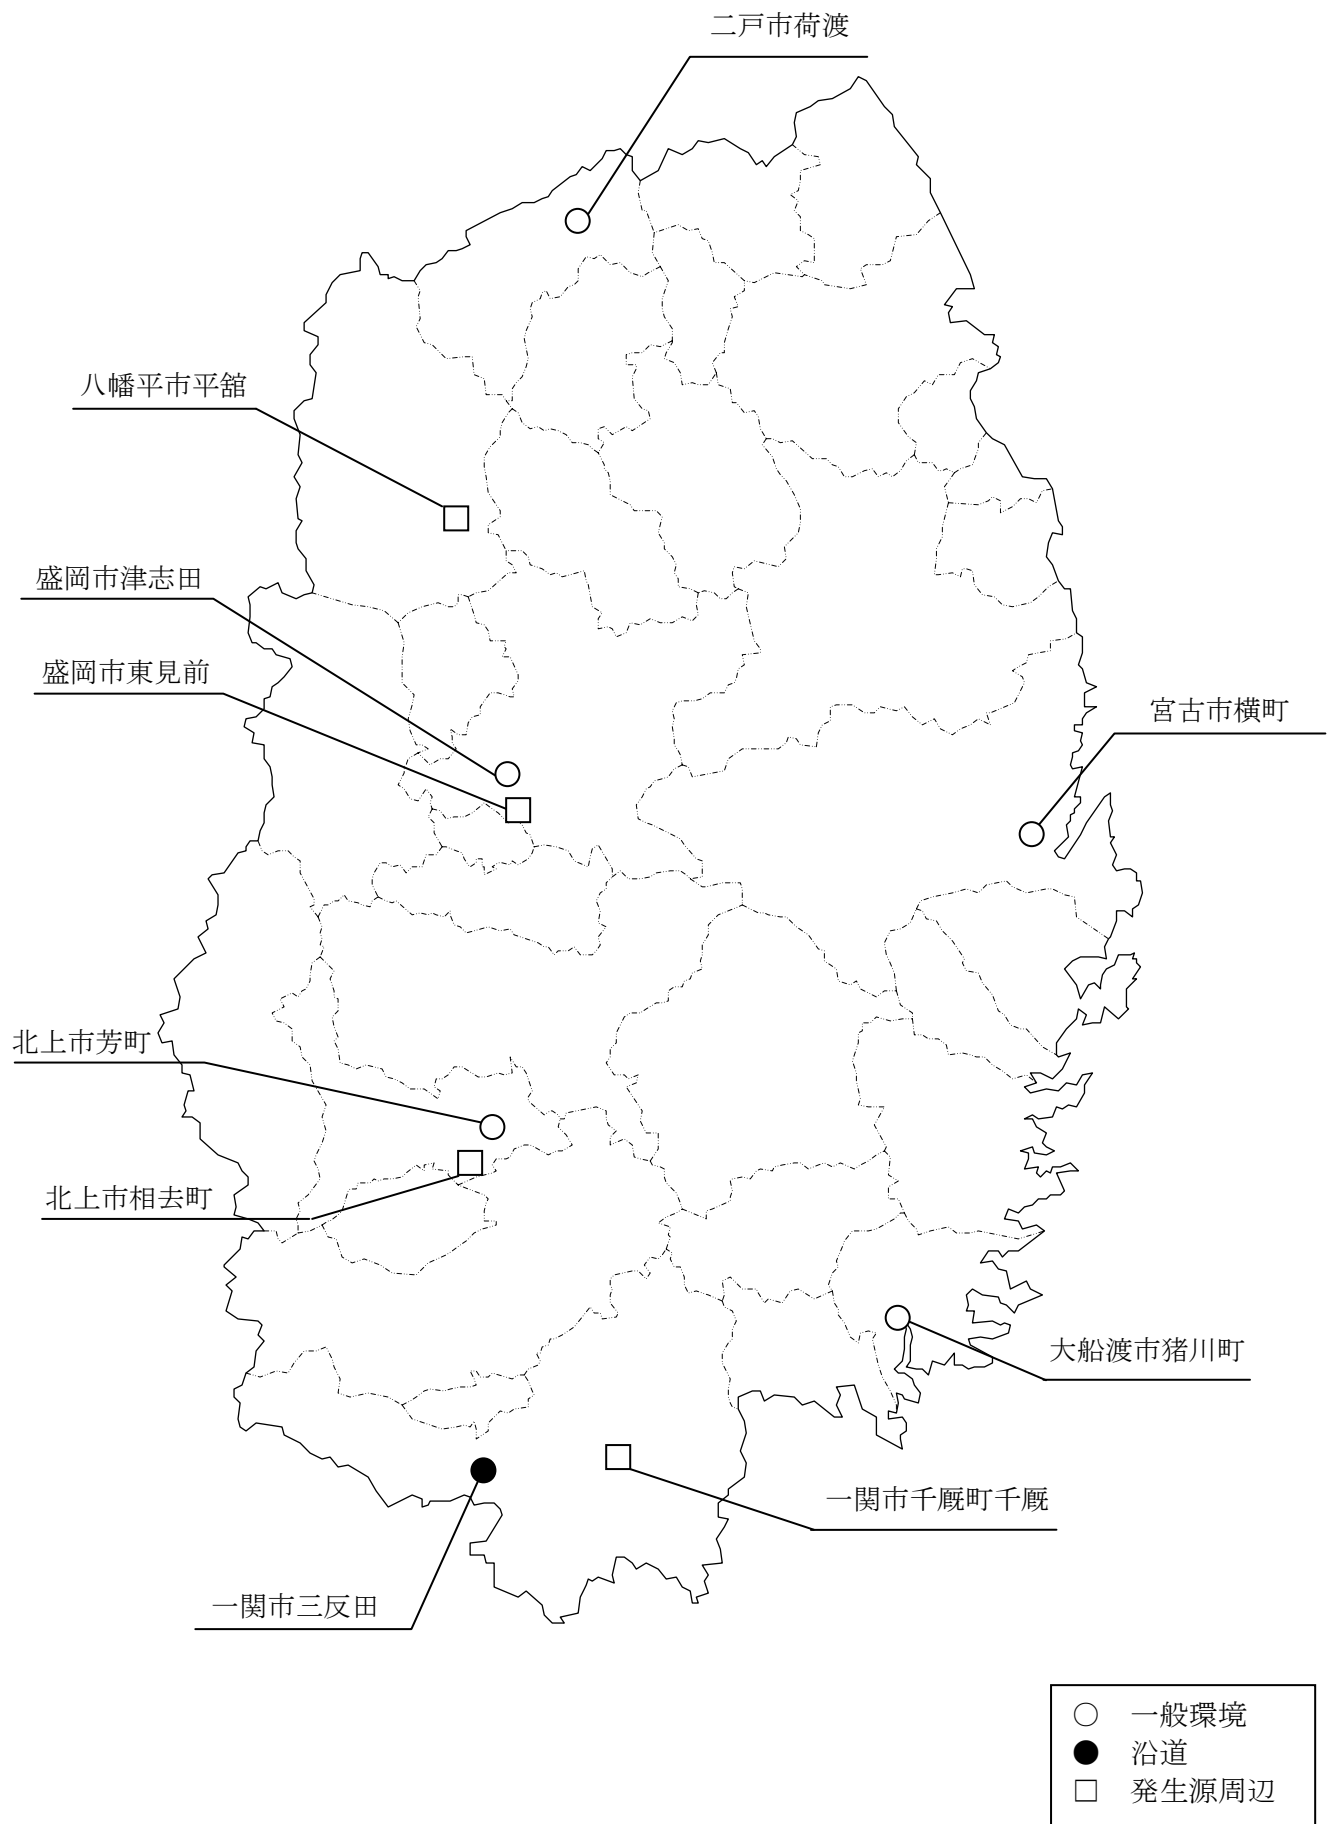 二戸市荷渡
八幡平市平舘
盛岡市津志田
盛岡市東見前
宮古市横町
北上市芳町
北上市相去町
大船渡市猪川町
一関市千厩町千厩
一関市三反田
○ 一般環境
● 沿道
□ 発生源周辺